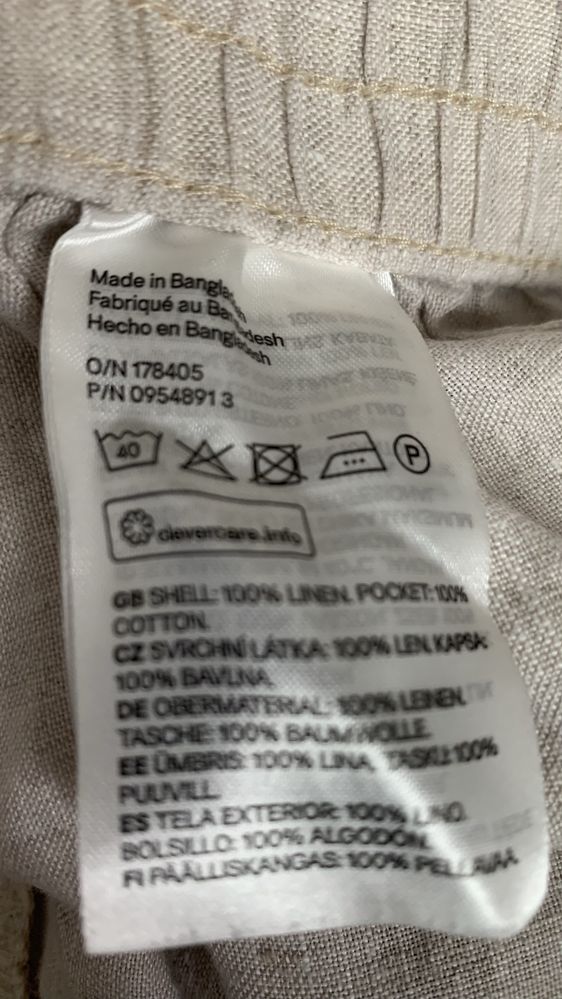 Made in Bangladesh
Fabriqué au Bangladesh
Hecho en Bangladesh
O/N 178405
P/N 0954891 3
40
P
clevercare.info
GB SHELL: 100% LINEN. POCKET: 100%
COTTON.
CZ SVRCHNÍ LÁTKA: 100% LEN. KAPSA:
100% BAVLNA.
DE OBERMATERIAL: 100% LEINEN.
TASCHE: 100% BAUMWOLLE.
EE ÜMBRIS: 100% LINA, TASKU: 100%
PUUVILL.
ES TELA EXTERIOR: 100% LINO.
BOLSILLO: 100% ALGODÓN.
FI PÄÄLLISKANGAS: 100% PELLAVAA